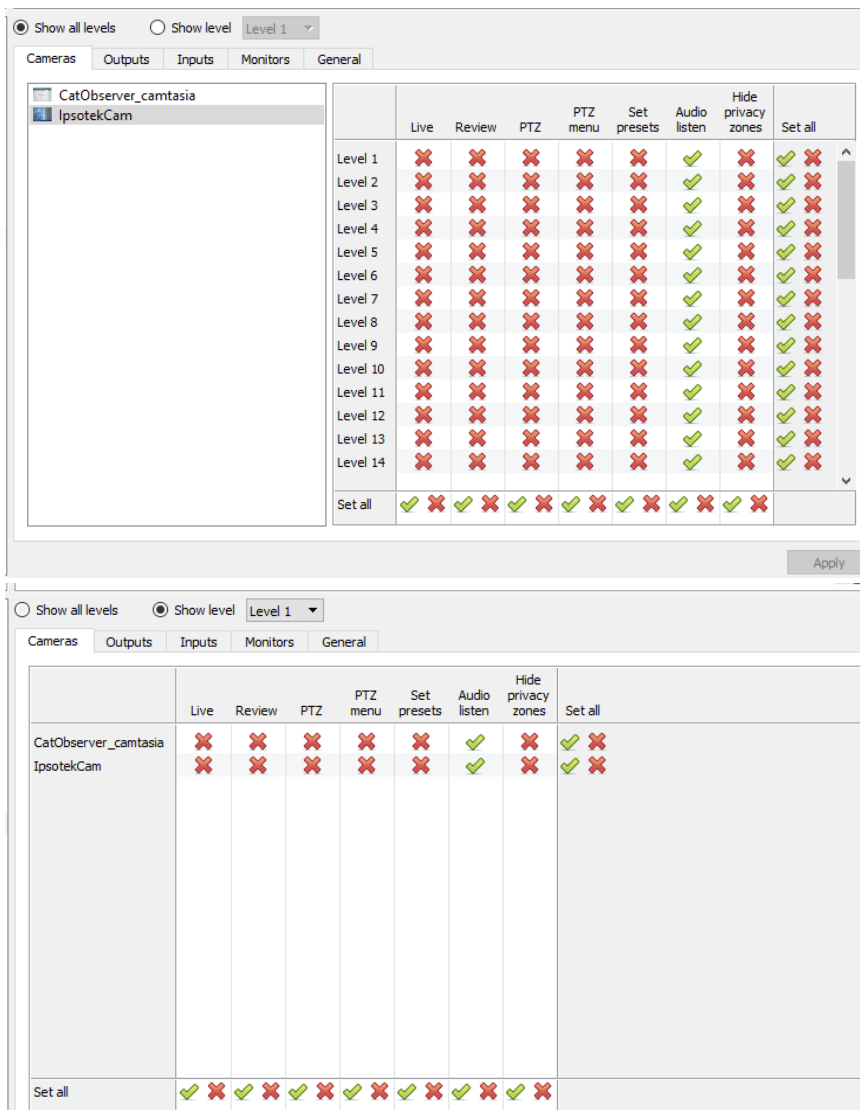 Show all levels Show level Level 1
Cameras Outputs Inputs Monitors General
CatObserver_camtasia
IpsotekCam
Live Review PTZ PTZ menu Set presets Audio listen Hide privacy zones Set all
Level 1
Level 2
Level 3
Level 4
Level 5
Level 6
Level 7
Level 8
Level 9
Level 10
Level 11
Level 12
Level 13
Level 14
Set all
Apply
Show all levels Show level Level 1
Cameras Outputs Inputs Monitors General
Live Review PTZ PTZ menu Set presets Audio listen Hide privacy zones Set all
CatObserver_camtasia
IpsotekCam
Set all